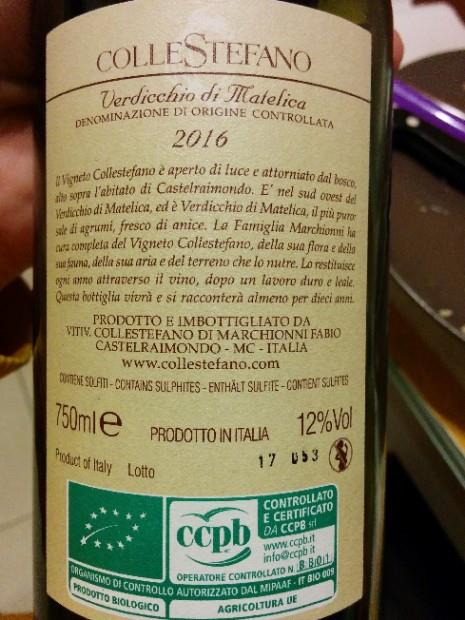 COLLESTEFANO
Verdicchio di Matelica
DENOMINAZIONE DI ORIGINE CONTROLLATA
2016
Il Vigneto Collestefano è aperto di luce e attorniato dal bosco,
alto sopra l'abitato di Castelraimondo. E' nel sud ovest del
Verdicchio di Matelica, ed è Verdicchio di Matelica, il più puro:
sale di agrumi, fresco di anice. La Famiglia Marchionni ha
cura completa del Vigneto Collestefano, della sua flora e della
sua fauna, della sua aria e del terreno che lo nutre. Lo restituisce
ogni anno attraverso il vino, dopo un lavoro duro e leale.
Questa bottiglia vivrà e si racconterà almeno per dieci anni.
PRODOTTO E IMBOTTIGLIATO DA
VITIV. COLLESTEFANO DI MARCHIONNI FABIO
CASTELRAIMONDO - MC - ITALIA
www.collestefano.com
CONTIENE SOLFITI - CONTAINS SULPHITES - ENTHÄLT SULFITE - CONTIENT SULFITES
750ml e PRODOTTO IN ITALIA 12%Vol
Product of Italy Lotto 17 053
ccpb
CONTROLLATO
E CERTIFICATO
DA CCPB srl
www.ccpb.it
info@ccpb.it
OPERATORE CONTROLLATO N.
ORGANISMO DI CONTROLLO AUTORIZZATO DAL MIPAAF - IT BIO 009
PRODOTTO BIOLOGICO AGRICOLTURA UE